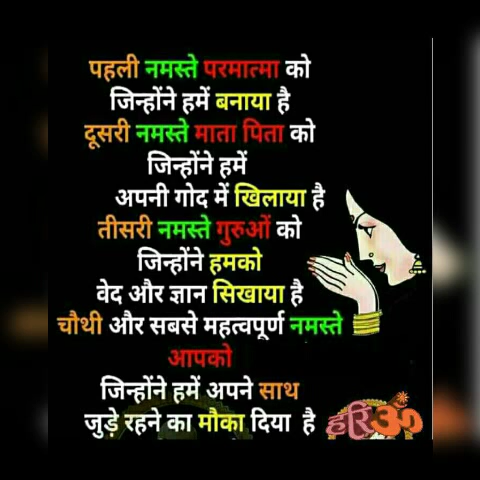 पहली नमस्ते परमात्मा को
जिन्होंने हमें बनाया है
दूसरी नमस्ते माता पिता को
जिन्होंने हमें
अपनी गोद में खिलाया है
तीसरी नमस्ते गुरुओं को
जिन्होंने हमको
वेद और ज्ञान सिखाया है
चौथी और सबसे महत्वपूर्ण नमस्ते
आपको
जिन्होंने हमें अपने साथ
जुड़े रहने का मौका दिया है
हरि ॐ